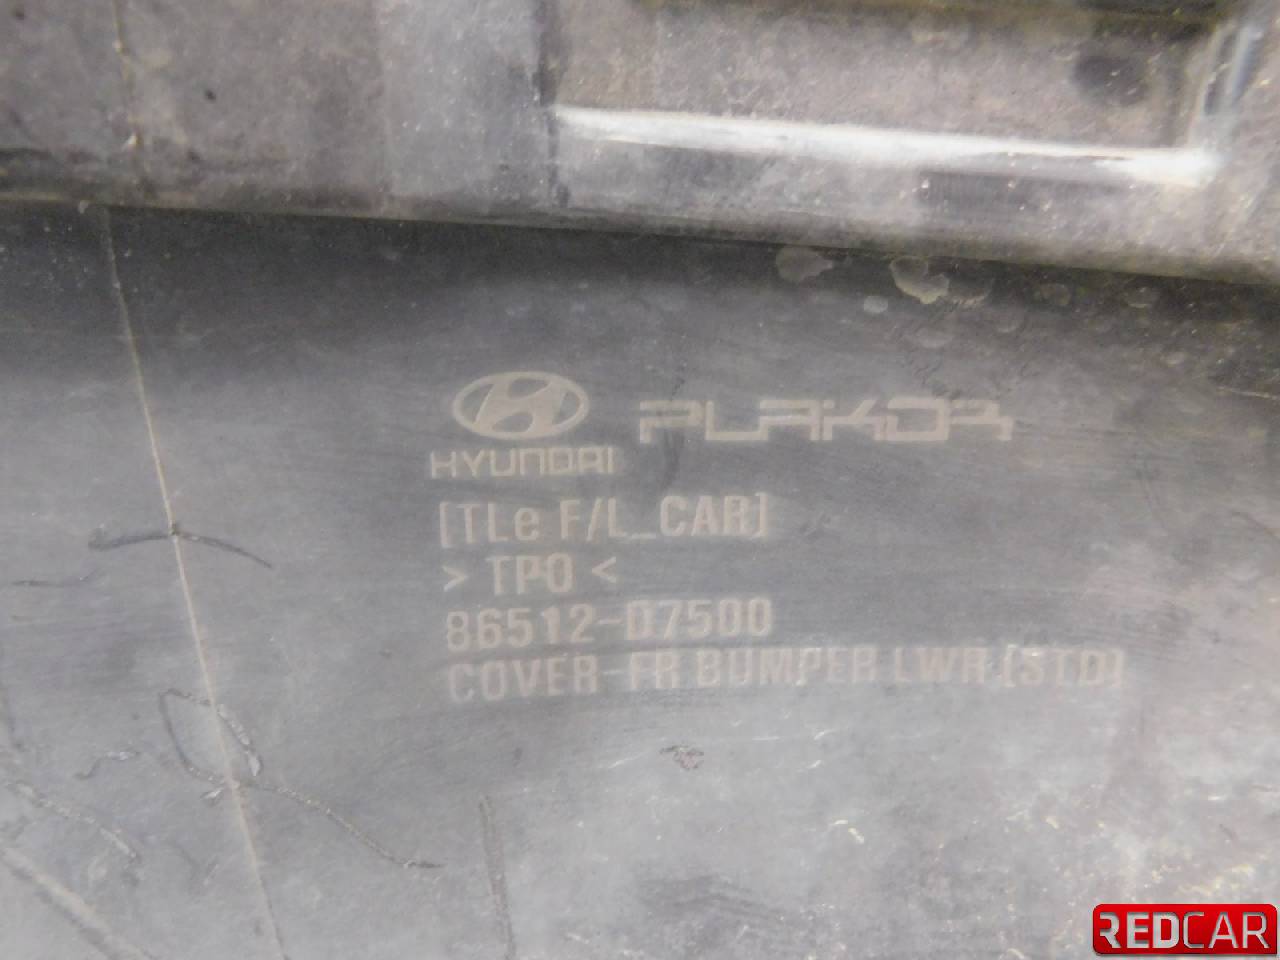 HYUNDAI PLAKOR
[TLe F/L_CAR]
> TPO <
86512-D7500
COVER-FR BUMPER LWR [STD]
REDCAR